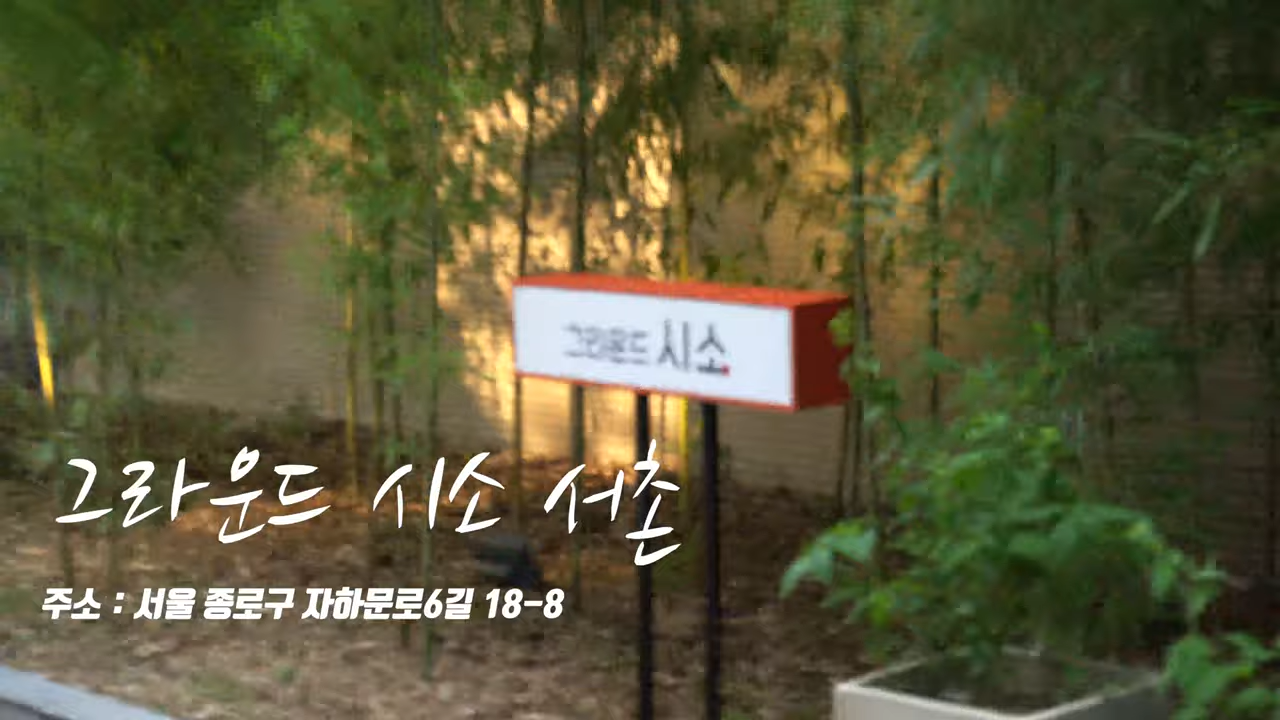 그라운드 시소
그라운드 시소 서촌
주소 : 서울 종로구 자하문로6길 18-8